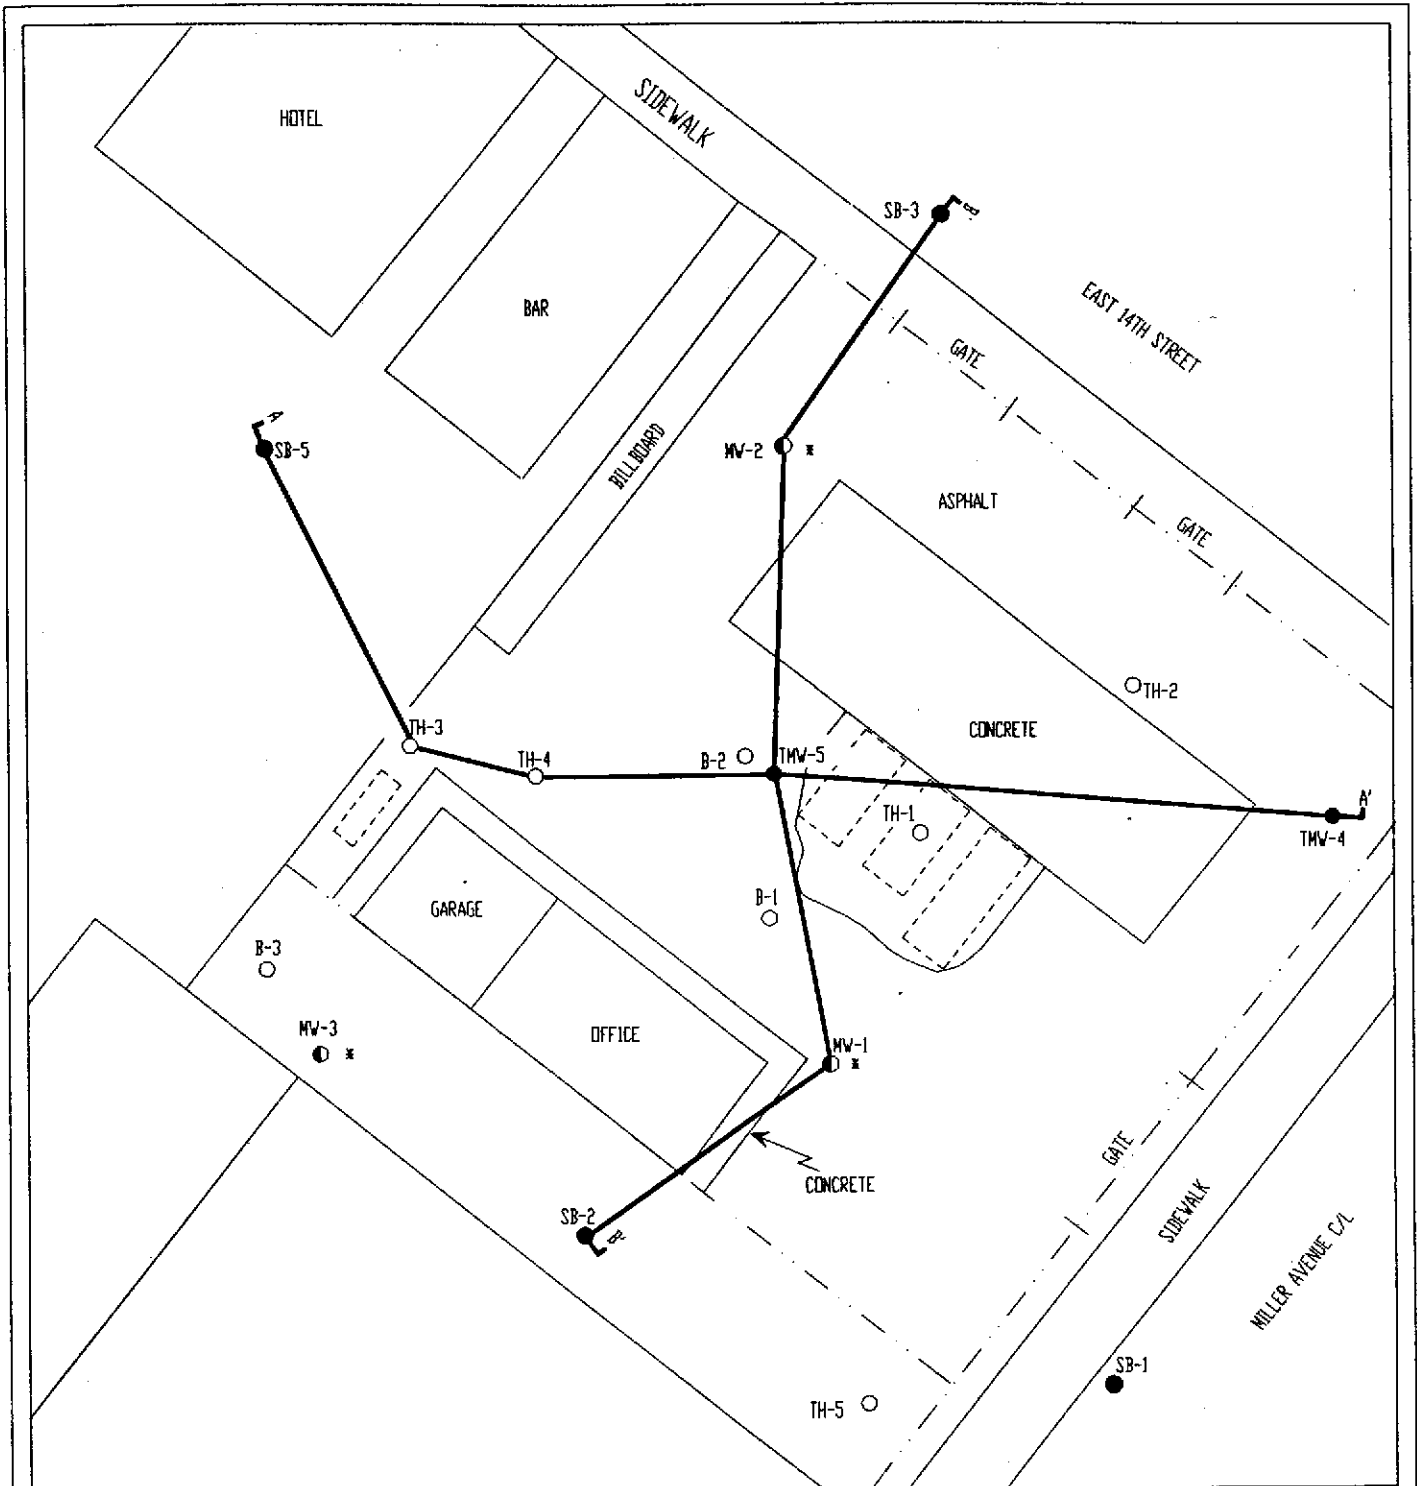 HOTEL
SIDEWALK
SB-3
B
EAST 14TH STREET
BAR
GATE
A
SB-5
BILLBOARD
MW-2 *
ASPHALT
GATE
TH-2
TH-3
CONCRETE
TH-4
B-2
TMW-5
A'
TH-1
TMW-4
B-1
GARAGE
B-3
MW-3 *
OFFICE
MW-1 *
GATE
CONCRETE
SIDEWALK
SB-2
B'
MILLER AVENUE C/L
SB-1
TH-5